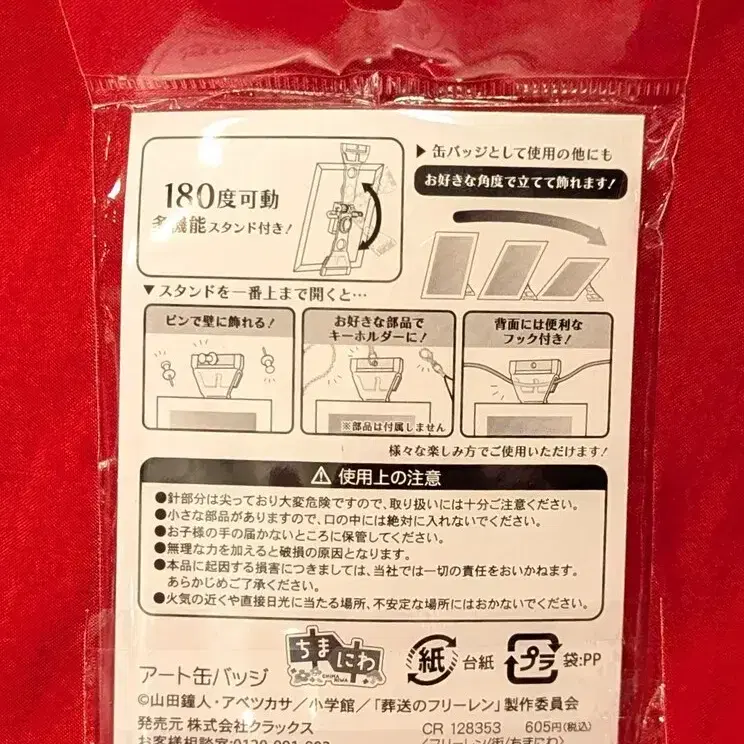 180度可動
多機能スタンド付き!
▶缶バッジとして使用の他にも
お好きな角度で立てて飾れます!
▼スタンドを一番上まで開くと…
ピンで壁に飾れる!
お好きな部品で
キーホルダーに!
※部品は付属しません
背面には便利な
フック付き!
様々な楽しみ方でご使用いただけます!
⚠使用上の注意
●針部分は尖っており大変危険ですので、取り扱いには十分ご注意ください。
●小さな部品がありますので、口の中には絶対に入れないでください。
●お子様の手の届かないところに保管してください。
●無理な力を加えると破損の原因となります。
●本品に起因する損害につきましては、当社では一切の責任をおいかねます。
あらかじめご了承ください。
●火気の近くや直接日光に当たる場所、不安定な場所にはおかないでください。
アート缶バッジ
ちまにわ
CHIMA NIWA
紙 台紙
プラ 袋:PP
©山田鐘人・アベツカサ/小学館/「葬送のフリーレン」製作委員会
発売元 株式会社クラックス
CR 128353 605円(税込)
お客様相談室:0120